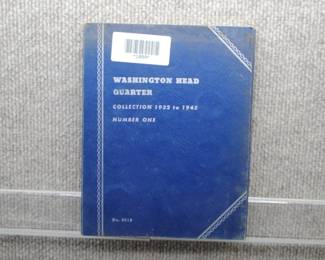 WASHINGTON HEAD
QUARTER
COLLECTION 1932 to 1945
NUMBER ONE